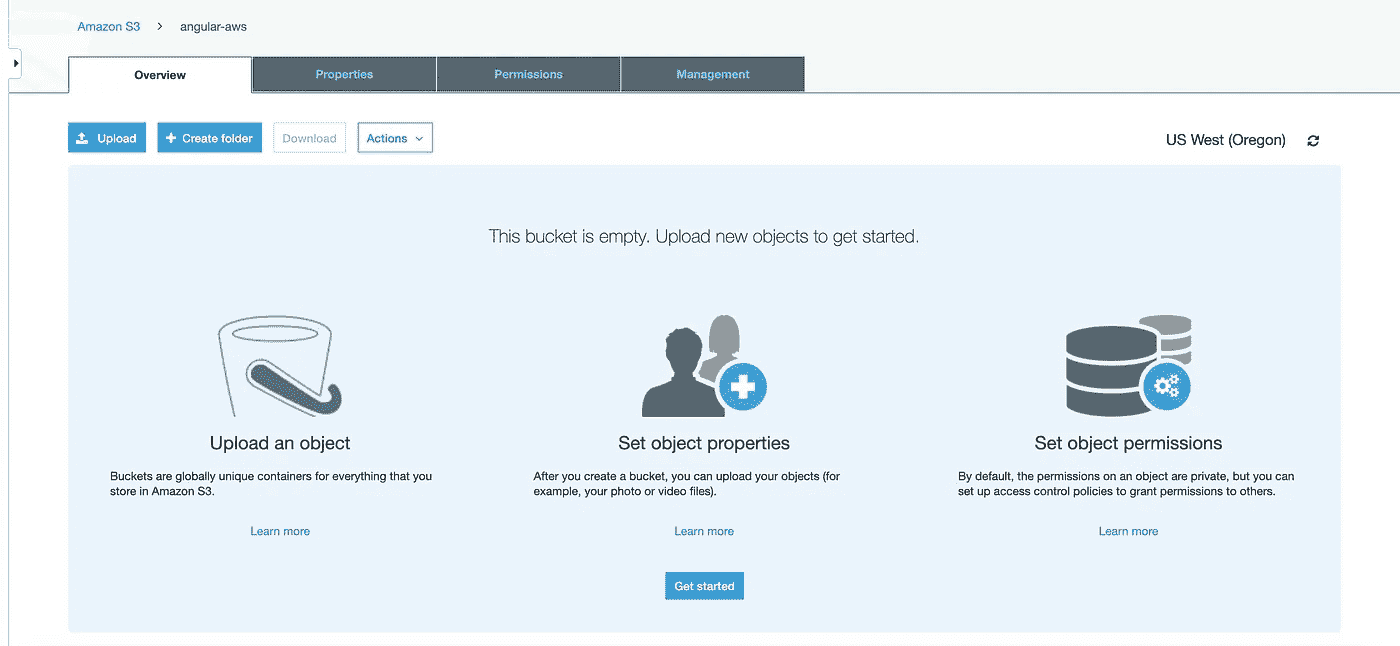 Amazon S3 > angular-aws
Overview Properties Permissions Management
Upload + Create folder Download Actions US West (Oregon)
This bucket is empty. Upload new objects to get started.
Upload an object
Buckets are globally unique containers for everything that you
store in Amazon S3.
Learn more
Set object properties
After you create a bucket, you can upload your objects (for
example, your photo or video files).
Learn more
Set object permissions
By default, the permissions on an object are private, but you can
set up access control policies to grant permissions to others.
Learn more
Get started